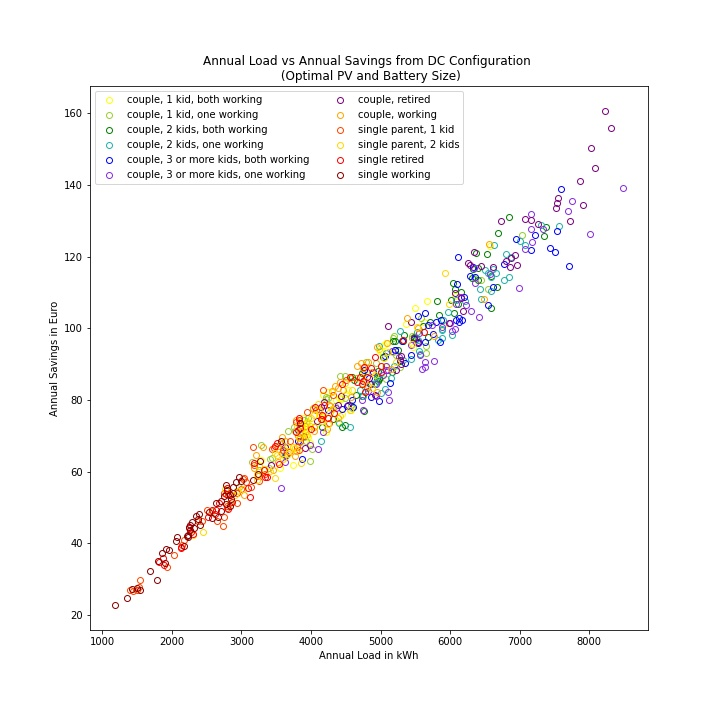 Annual Load vs Annual Savings from DC Configuration
(Optimal PV and Battery Size)
couple, 1 kid, both working
couple, 1 kid, one working
couple, 2 kids, both working
couple, 2 kids, one working
couple, 3 or more kids, both working
couple, 3 or more kids, one working
couple, retired
couple, working
single parent, 1 kid
single parent, 2 kids
single retired
single working
Annual Savings in Euro
160
140
120
100
80
60
40
20
1000 2000 3000 4000 5000 6000 7000 8000
Annual Load in kWh